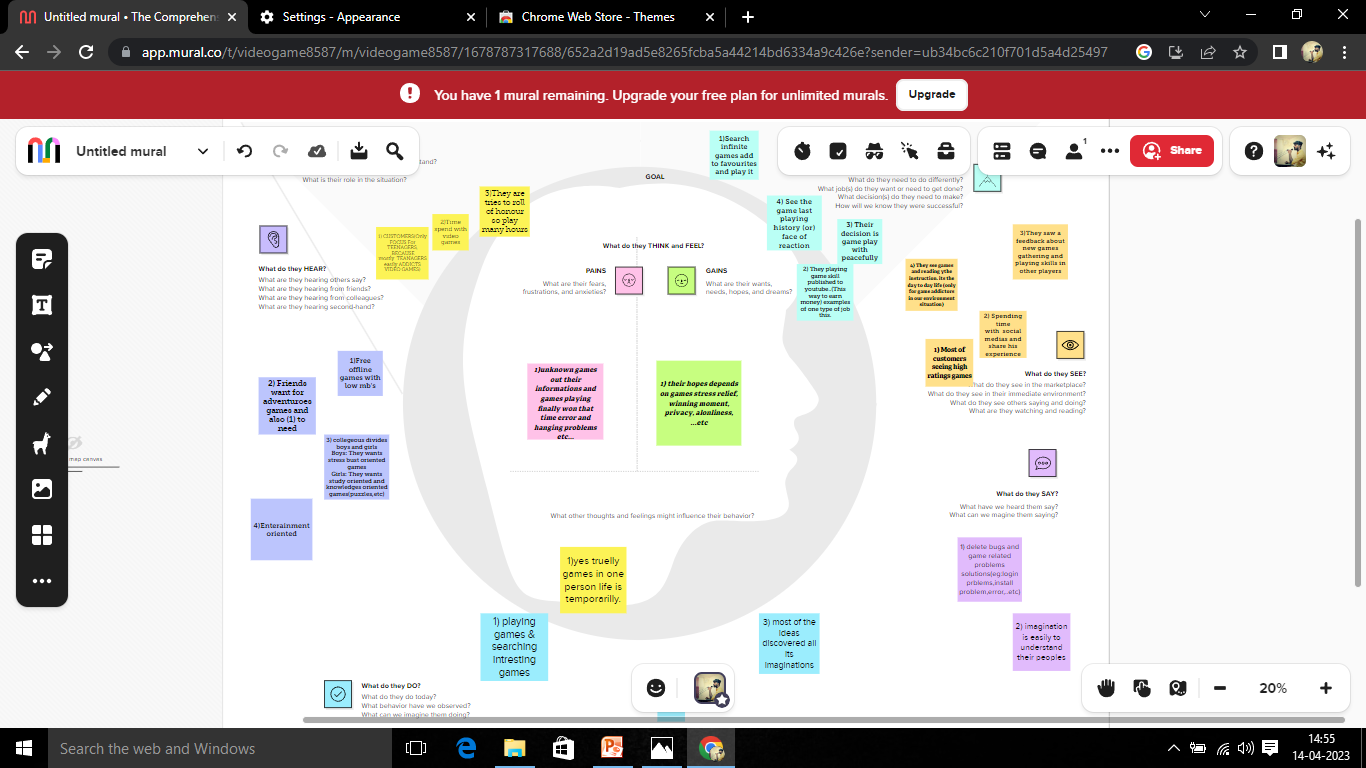 Untitled mural • The Comprehen
Settings - Appearance
Chrome Web Store - Themes
app.mural.co/t/videogame8587/m/videogame8587/1678787317688/652a2d19ad5e8265fcba3a44214bd6334a9c426e?sender=ub34bc6c210f701d5a4d25497
You have 1 mural remaining. Upgrade your free plan for unlimited murals.
Upgrade
Untitled mural
1
Share
What is their role in the situation?
GOAL
1)Search
infinite
games add
to favourites
and play it
What do they need to do differently?
What job(s) do they want or need to get done?
What decision(s) do they need to make?
How will we know they were successful?
1) CUSTOMERS(Only
FOCUS For
TEENAGERS,
BECAUSE
mostly TEENAGERS
easily ADDICTS
VIDEO GAMES)
2)Time
spend with
video
games
3)They are
tries to roll
of honour
so play
many hours
4) See the
game last
playing
history (or)
face of
reaction
3) Their
decision is
game play
with
peacefully
2) They playing
game skill
published to
youtube..(This
way to earn
money) examples
of one type of job
this.
What do they HEAR?
What are they hearing others say?
What are they hearing from friends?
What are they hearing from colleagues?
What are they hearing second-hand?
What do they THINK and FEEL?
PAINS
What are their fears,
frustrations, and anxieties?
GAINS
What are their wants,
needs, hopes, and dreams?
4) They see games
and reading ythe
instruction. Its the
day to day life (only
for game addictors
in our environment
situation)
3)They saw a
feedback about
new games
gathering and
playing skills in
other players
2) Spending
time
with social
medias and
share his
experience
1) Most of
customers
seeing high
ratings games
What do they SEE?
hat do they see in the marketplace?
What do they see in their immediate environment?
What do they see others saying and doing?
What are they watching and reading?
1)Free
offline
games with
low mb's
2) Friends
want for
adventuroes
games and
also (1) to
need
3) collegeous divides
boys and girls
Boys: They wants
stress bust oriented
games
Girls: They wants
study oriented and
knowledges oriented
games(puzzles,etc)
4)Enterainment
oriented
1)unknown games
out their
informations and
games playing
finally won that
time error and
hanging problems
etc...
1) their hopes depends
on games stress relief,
winning moment,
privacy, alonliness,
...etc
map canvas
What do they SAY?
What have we heard them say?
What can we magine them saying?
What other thoughts and feelings might influence their behavior?
1)yes truelly
games in one
person life is
temporarilly.
1) delete bugs and
game related
problems
solutions(eg:login
prblems,install
problem,error,..etc)
2) imagination
is easily to
understand
their peoples
1) playing
games &
searching
intresting
games
3) most of the
ideas
discovered all
its
imaginations
What do they DO?
What do they do today?
What behavior have we observed?
What can we imagine them doing?
20%
Search the web and Windows
14:55
14-04-2023